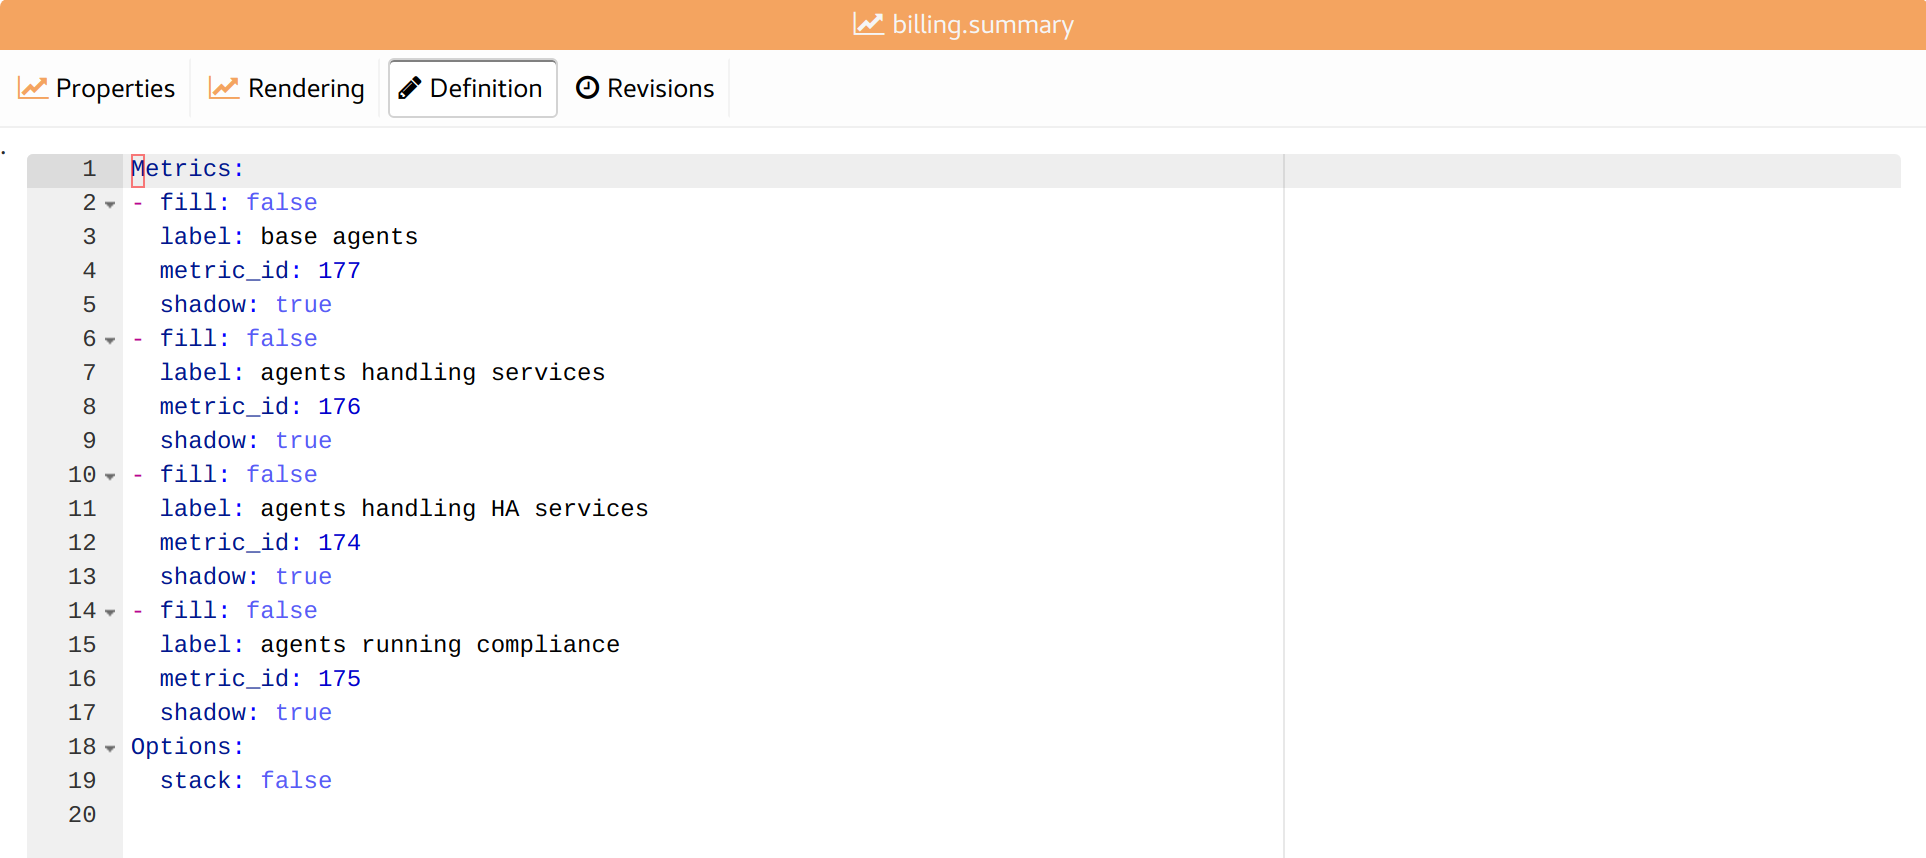 billing.summary
Properties Rendering Definition Revisions
1 Metrics:
2 - fill: false
3   label: base agents
4   metric_id: 177
5   shadow: true
6 - fill: false
7   label: agents handling services
8   metric_id: 176
9   shadow: true
10 - fill: false
11   label: agents handling HA services
12   metric_id: 174
13   shadow: true
14 - fill: false
15   label: agents running compliance
16   metric_id: 175
17   shadow: true
18 Options:
19   stack: false
20